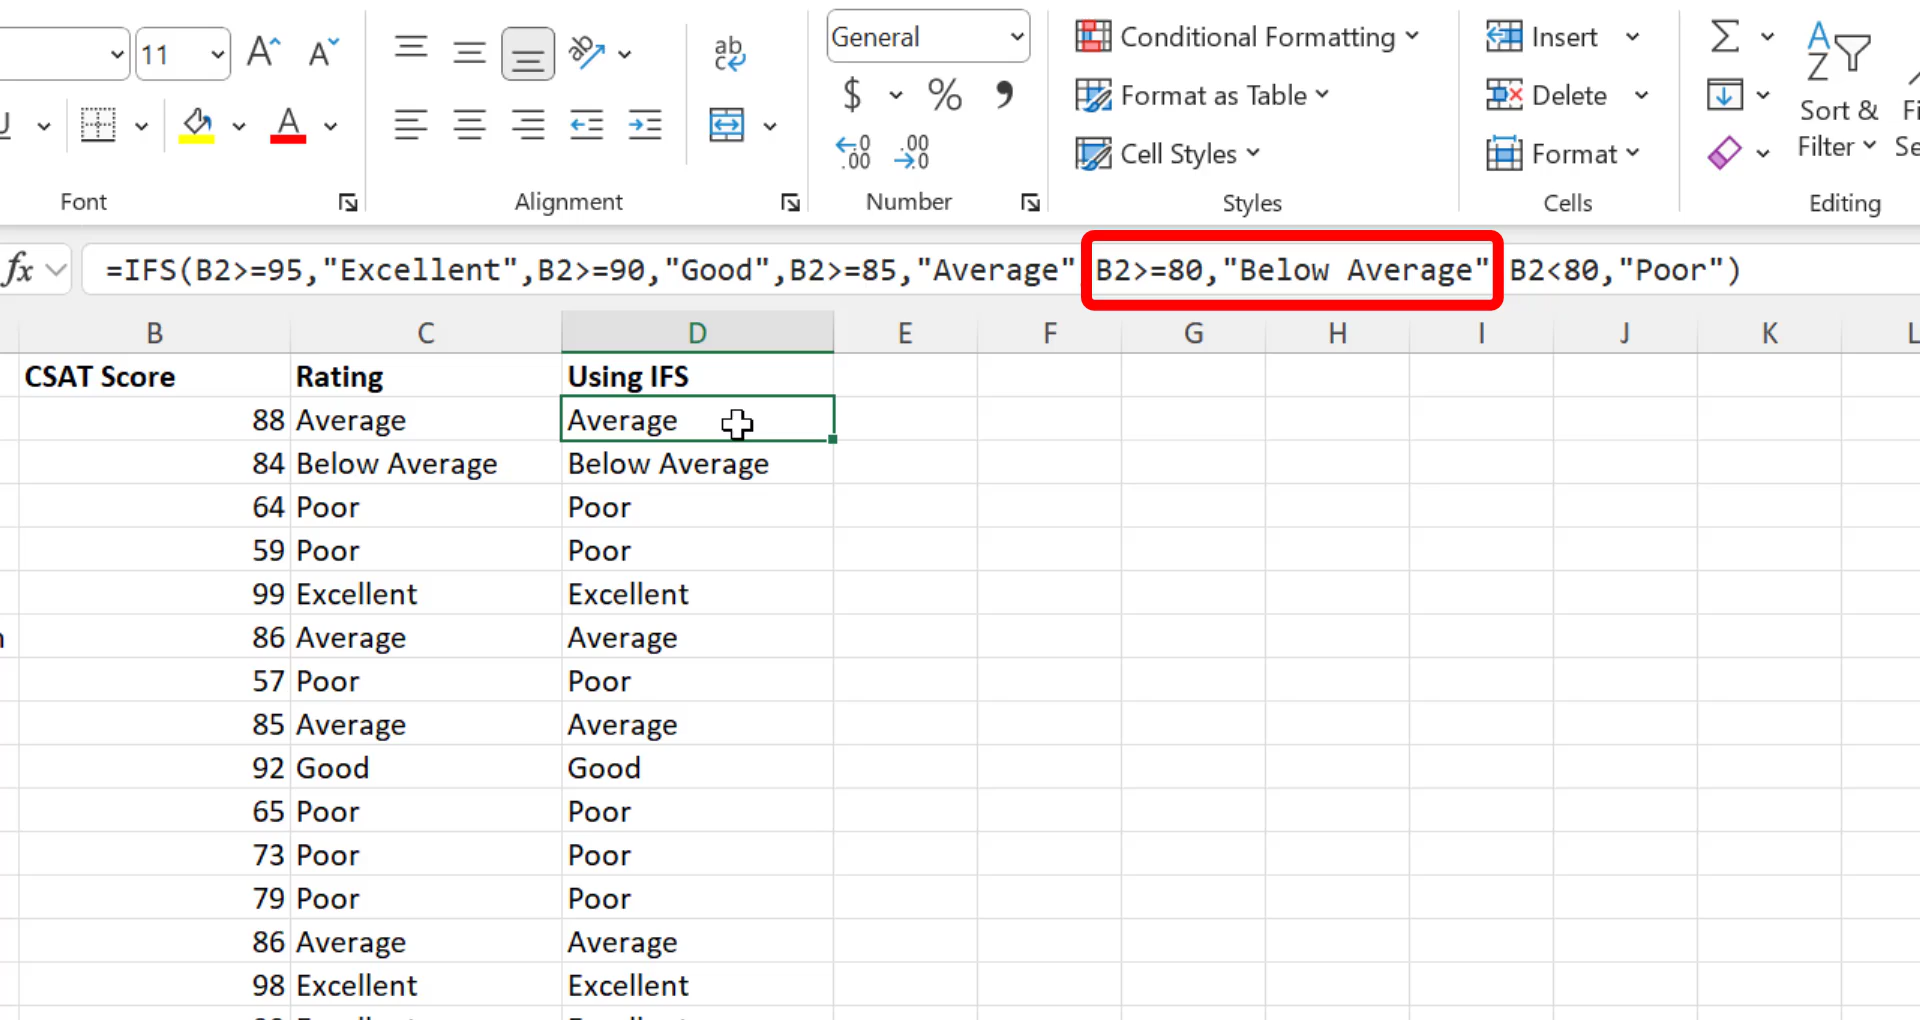 11 A A ab General Conditional Formatting Insert
ab c $ % , Format as Table Delete Sort &
U A .00 .00 Cell Styles Format Filter
Font Alignment Number Styles Cells Editing
fx =IFS(B2>=95,"Excellent",B2>=90,"Good",B2>=85,"Average" B2>=80,"Below Average" B2<80,"Poor")
B C D E F G H I J K L
CSAT Score Rating Using IFS
88 Average Average
84 Below Average Below Average
64 Poor Poor
59 Poor Poor
99 Excellent Excellent
86 Average Average
57 Poor Poor
85 Average Average
92 Good Good
65 Poor Poor
73 Poor Poor
79 Poor Poor
86 Average Average
98 Excellent Excellent